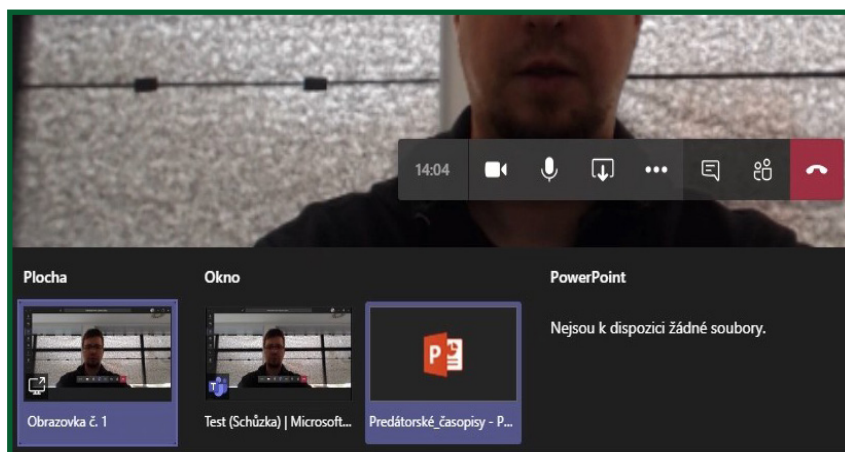 14:04
Plocha
Okno
PowerPoint
Nejsou k dispozici žádné soubory.
Obrazovka č. 1
Test (Schůzka) | Microsoft...
Predátorské_časopisy - P...